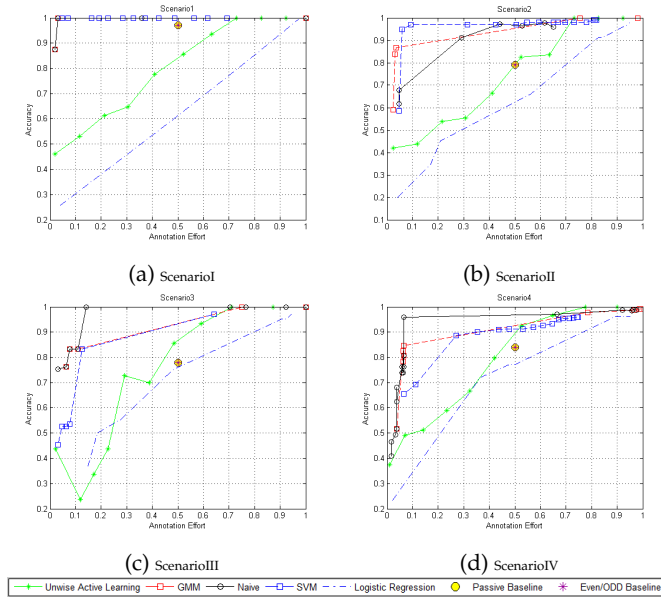 Scenario1
Accuracy
1
0.9
0.8
0.7
0.6
0.5
0.4
0.3
0.2
0 0.1 0.2 0.3 0.4 0.5 0.6 0.7 0.8 0.9 1
Annotation Effort
(a) ScenarioI
Scenario2
Accuracy
1
0.9
0.8
0.7
0.6
0.5
0.4
0.3
0.2
0.1
0 0.1 0.2 0.3 0.4 0.5 0.6 0.7 0.8 0.9 1
Annotation Effort
(b) ScenarioII
Scenario3
Accuracy
1
0.9
0.8
0.7
0.6
0.5
0.4
0.3
0.2
0 0.1 0.2 0.3 0.4 0.5 0.6 0.7 0.8 0.9 1
Annotation Effort
(c) ScenarioIII
Scenario4
Accuracy
1
0.9
0.8
0.7
0.6
0.5
0.4
0.3
0.2
0 0.1 0.2 0.3 0.4 0.5 0.6 0.7 0.8 0.9 1
Annotation Effort
(d) ScenarioIV
Unwise Active Learning GMM Naive SVM Logistic Regression Passive Baseline Even/ODD Baseline